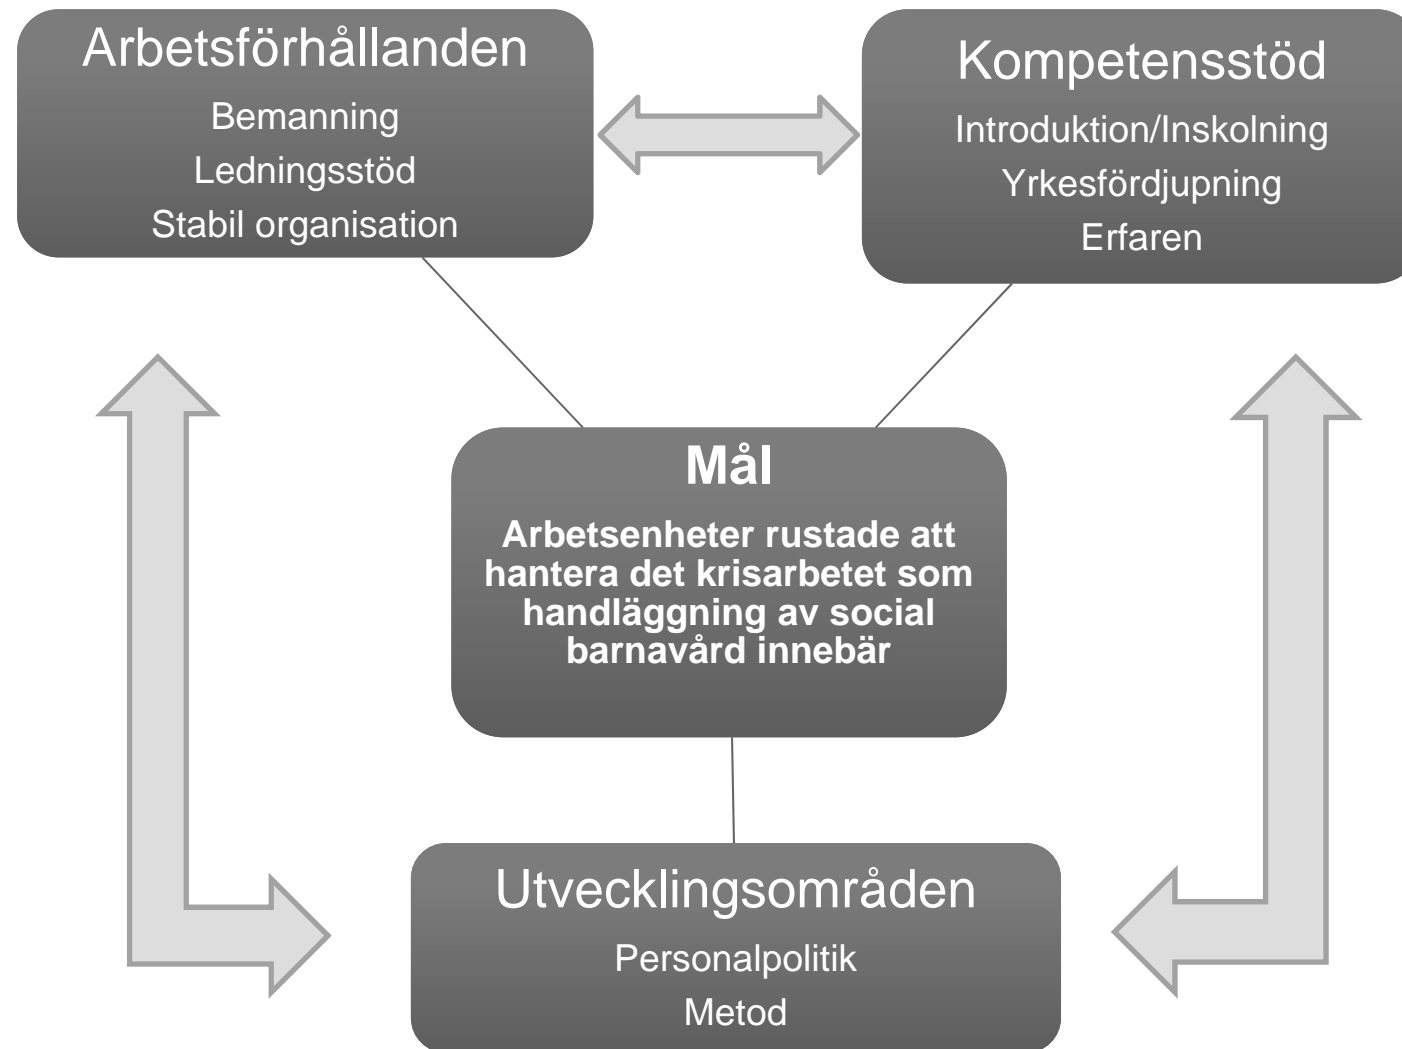 Arbetsförhållanden
Bemanning
Ledningsstöd
Stabil organisation
Kompetensstöd
Introduktion/Inskolning
Yrkesfördjupning
Erfaren
Mål
Arbetsenheter rustade att
hantera det krisarbetet som
handläggning av social
barnavård innebär
Utvecklingsområden
Personalpolitik
Metod